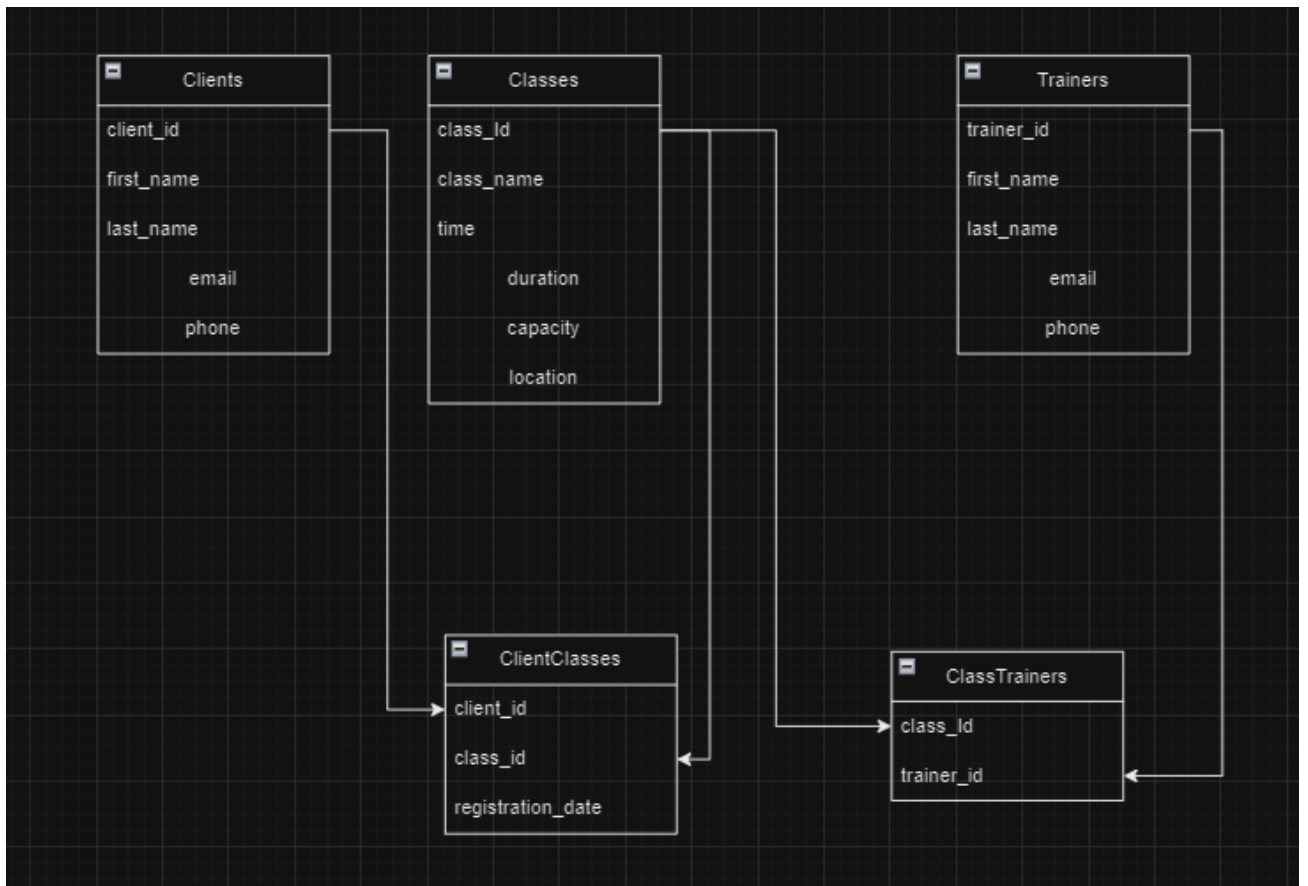 Clients
client_id
first_name
last_name
email
phone
Classes
class_Id
class_name
time
duration
capacity
location
Trainers
trainer_id
first_name
last_name
email
phone
ClientClasses
client_id
class_id
registration_date
ClassTrainers
class_Id
trainer_id